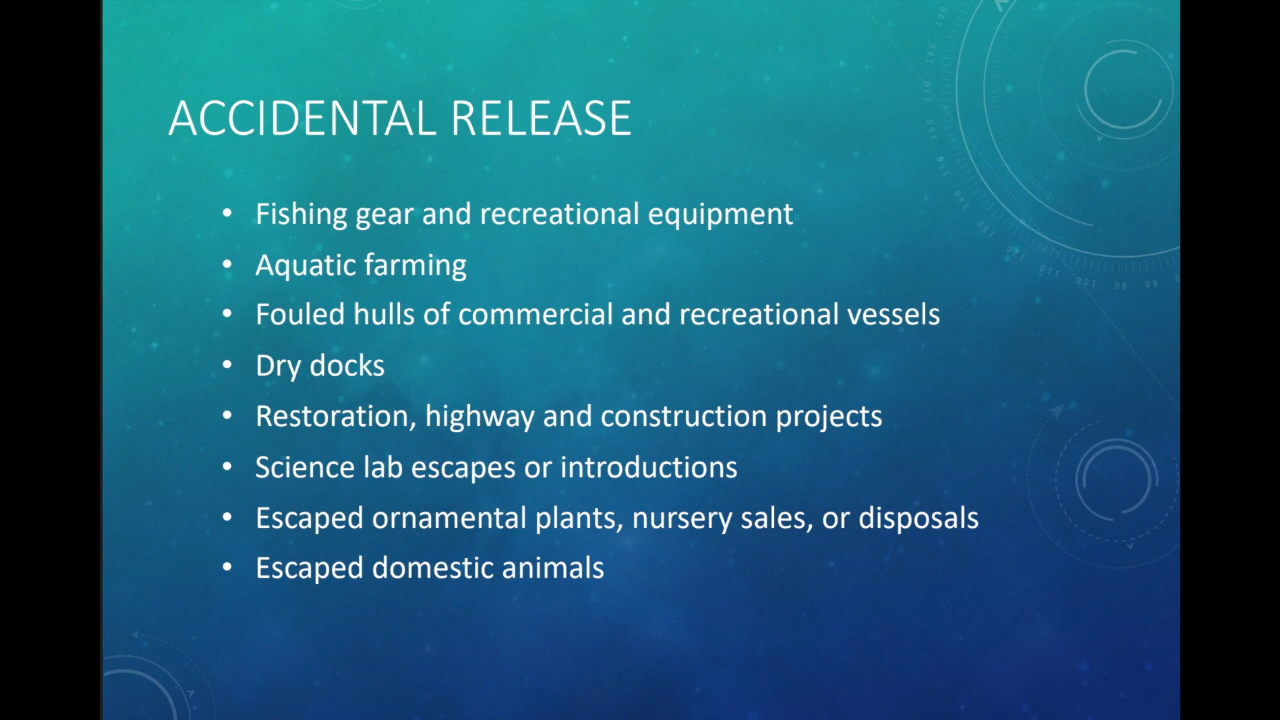 ACCIDENTAL RELEASE
• Fishing gear and recreational equipment
• Aquatic farming
• Fouled hulls of commercial and recreational vessels
• Dry docks
• Restoration, highway and construction projects
• Science lab escapes or introductions
• Escaped ornamental plants, nursery sales, or disposals
• Escaped domestic animals